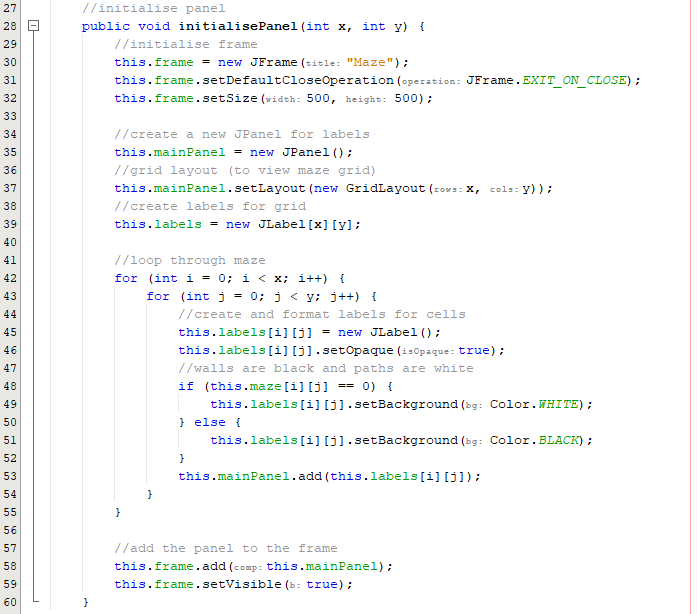 27 //initialise panel
28 public void initialisePanel(int x, int y) {
29 //initialise frame
30 this.frame = new JFrame(title: "Maze");
31 this.frame.setDefaultCloseOperation(operation: JFrame.EXIT_ON_CLOSE);
32 this.frame.setSize(width: 500, height: 500);
33
34 //create a new JPanel for labels
35 this.mainPanel = new JPanel();
36 //grid layout (to view maze grid)
37 this.mainPanel.setLayout(new GridLayout(rows: x, cols: y));
38 //create labels for grid
39 this.labels = new JLabel[x][y];
40
41 //loop through maze
42 for (int i = 0; i < x; i++) {
43 for (int j = 0; j < y; j++) {
44 //create and format labels for cells
45 this.labels[i][j] = new JLabel();
46 this.labels[i][j].setOpaque(isOpaque: true);
47 //walls are black and paths are white
48 if (this.maze[i][j] == 0) {
49 this.labels[i][j].setBackground(bg: Color.WHITE);
50 } else {
51 this.labels[i][j].setBackground(bg: Color.BLACK);
52 }
53 this.mainPanel.add(this.labels[i][j]);
54 }
55 }
56
57 //add the panel to the frame
58 this.frame.add(comp: this.mainPanel);
59 this.frame.setVisible(b: true);
60 }